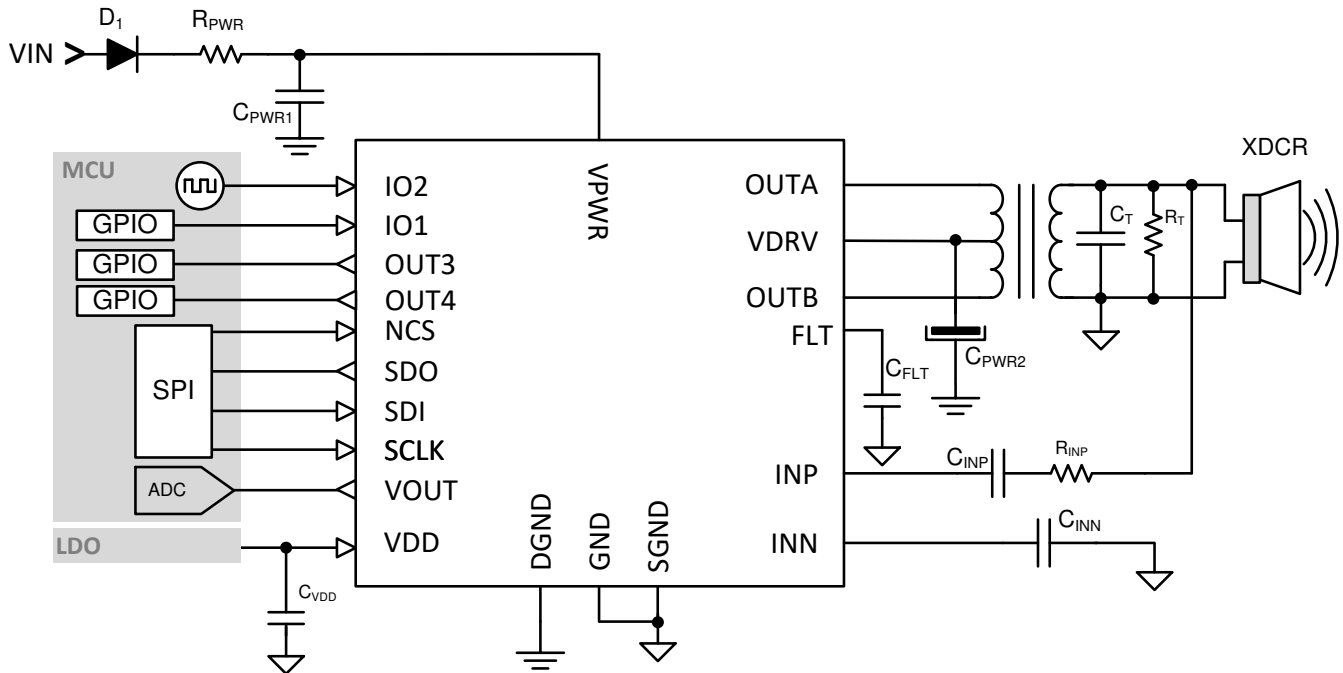 D1
RPWR
VIN
CPWR1
XDCR
MCU
VPWR
IO2
OUTA
GPIO
IO1
CT
RT
VDRV
GPIO
OUT3
GPIO
OUT4
OUTB
NCS
FLT
CPWR2
CFLT
SDO
SPI
SDI
SCLK
CINP
RINP
INP
ADC
VOUT
CINN
LDO
VDD
INN
DGND
GND
SGND
CVDD